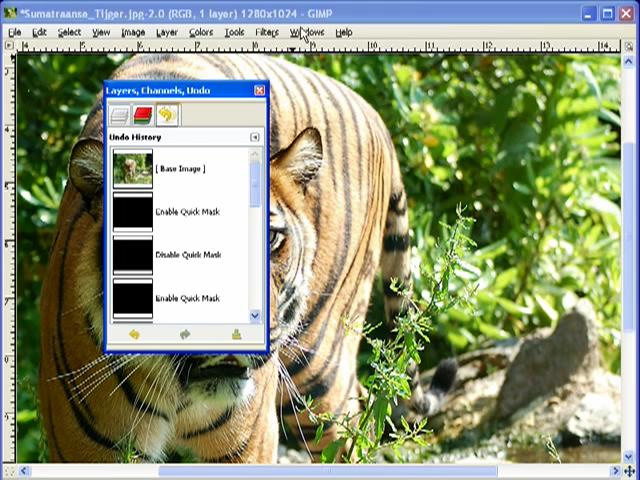 *Sumatraanse_Tijger.jpg-2.0 (RGB, 1 layer) 1280x1024 - GIMP
File Edit Select View Image Layer Colors Tools Filters Windows Help
Layers, Channels, Undo
Undo History
[ Base Image ]
Enable Quick Mask
Disable Quick Mask
Enable Quick Mask